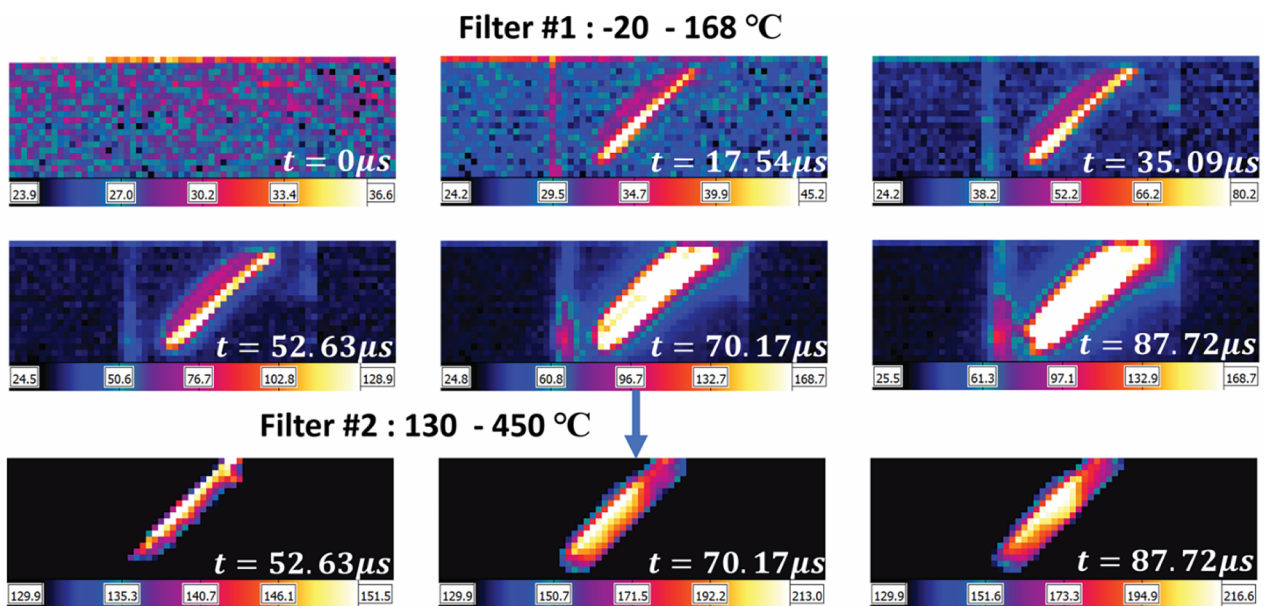 Filter #1 : -20 - 168 ℃
t = 0μs
t = 17.54μs
t = 35.09μs
23.9 27.0 30.2 33.4 36.6
24.2 29.5 34.7 39.9 45.2
24.2 38.2 52.2 66.2 80.2
t = 52.63μs
t = 70.17μs
t = 87.72μs
24.5 50.6 76.7 102.8 128.9
24.8 60.8 96.7 132.7 168.7
25.5 61.3 97.1 132.9 168.7
Filter #2 : 130 - 450 ℃
t = 52.63μs
t = 70.17μs
t = 87.72μs
129.9 135.3 140.7 146.1 151.5
129.9 150.7 171.5 192.2 213.0
129.9 151.6 173.3 194.9 216.6